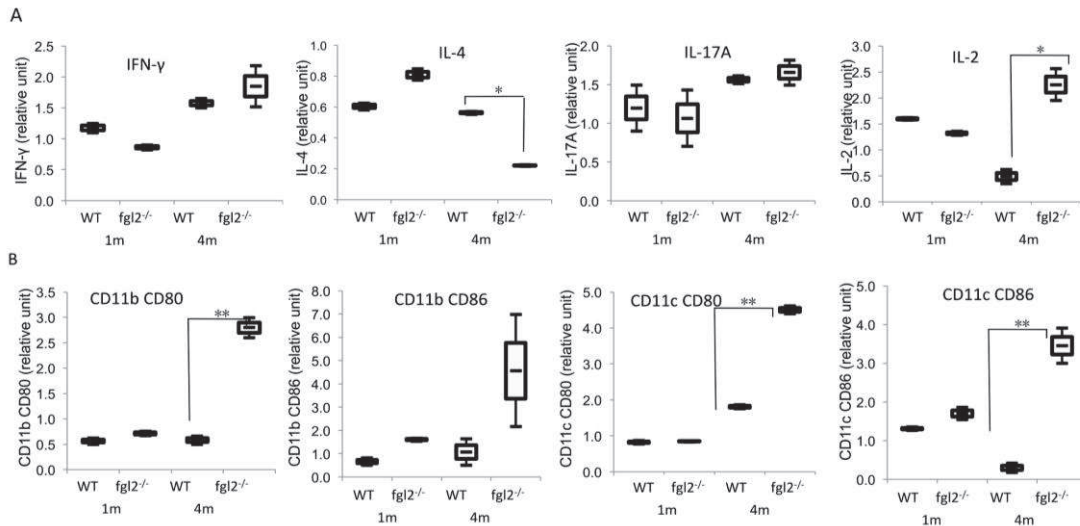 A
IFN-γ
IFN-γ (relative unit)
2.5
2.0
1.5
1.0
0.5
0.0
WT fgl2-/- WT fgl2-/-
1m 4m
IL-4
IL-4 (relative unit)
1.0
0.8
0.6
0.4
0.2
0.0
*
WT fgl2-/- WT fgl2-/-
1m 4m
IL-17A
IL-17A (relative unit)
2.0
1.5
1.0
0.5
0.0
WT fgl2-/- WT fgl2-/-
1m 4m
IL-2
IL-2 (relative unit)
3.0
2.5
2.0
1.5
1.0
0.5
0.0
*
WT fgl2-/- WT fgl2-/-
1m 4m
B
CD11b CD80
CD11b CD80 (relative unit)
3.5
3.0
2.5
2.0
1.5
1.0
0.5
0.0
**
WT fgl2-/- WT fgl2-/-
1m 4m
CD11b CD86
CD11b CD86 (relative unit)
8.0
7.0
6.0
5.0
4.0
3.0
2.0
1.0
0.0
WT fgl2-/- WT fgl2-/-
1m 4m
CD11c CD80
CD11c CD80 (relative unit)
5.0
4.0
3.0
2.0
1.0
0.0
**
WT fgl2-/- WT fgl2-/-
1m 4m
CD11c CD86
CD11c CD86 (relative unit)
5.0
4.0
3.0
2.0
1.0
0.0
**
WT fgl2-/- WT fgl2-/-
1m 4m